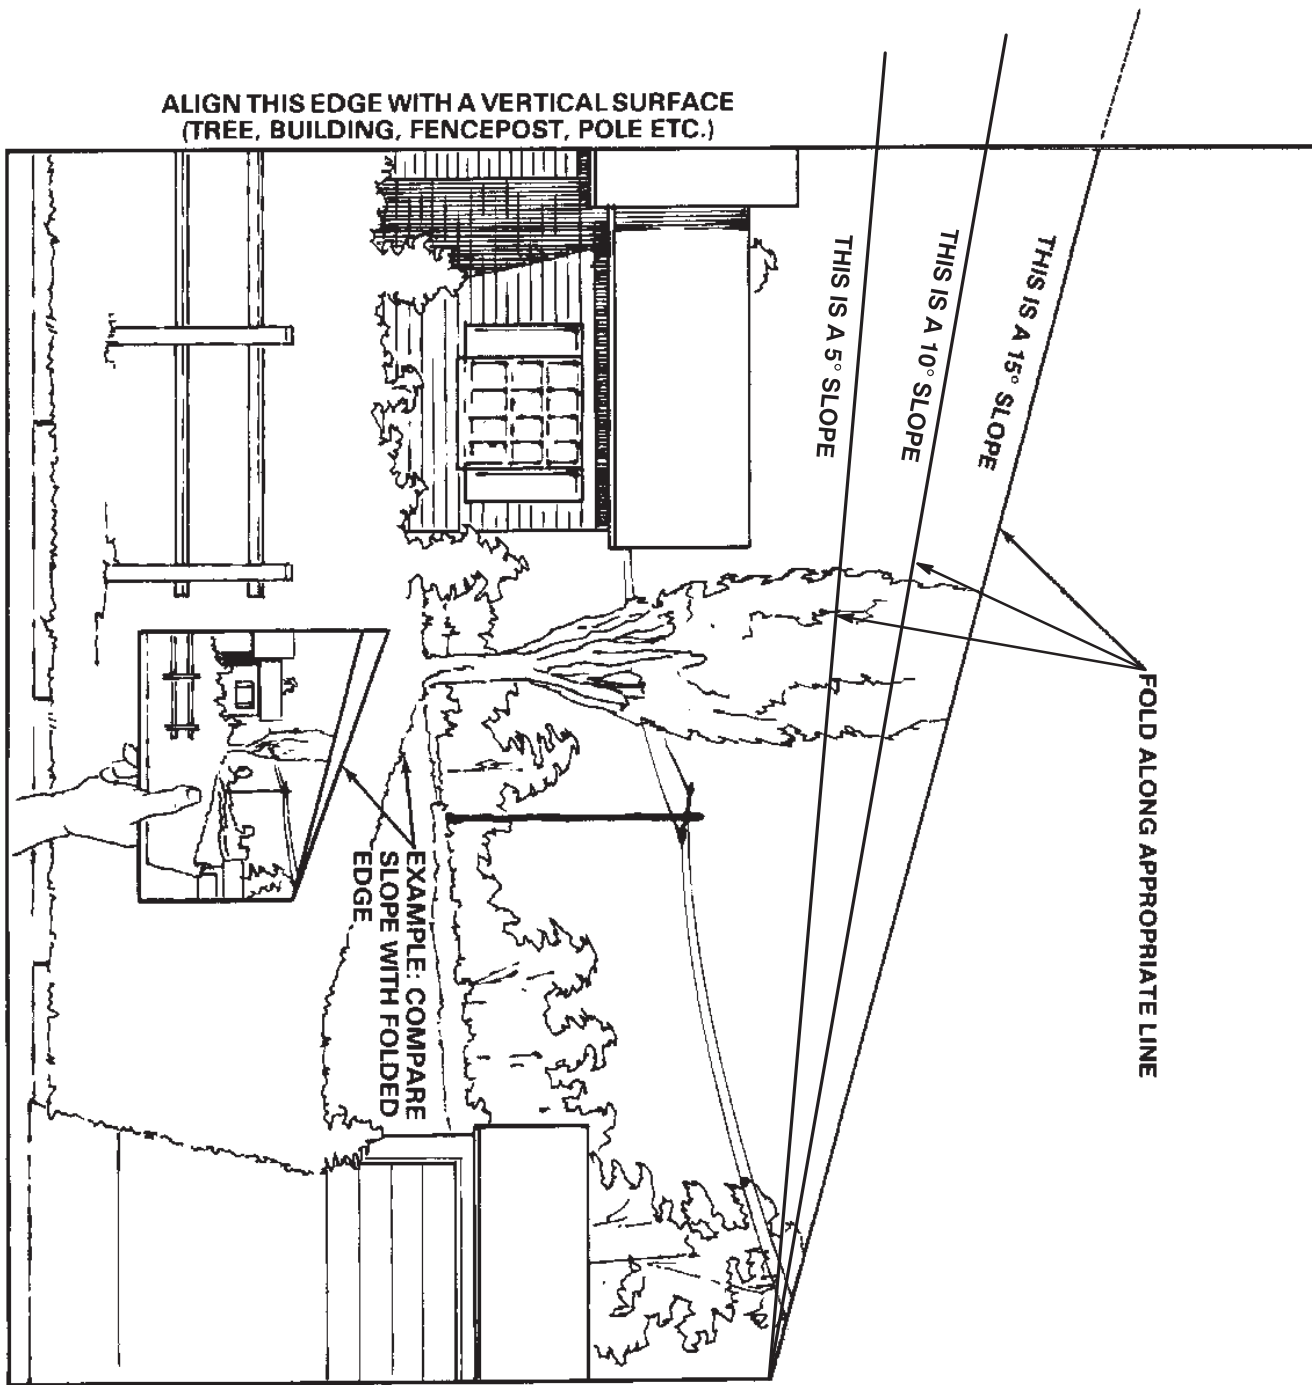 ALIGN THIS EDGE WITH A VERTICAL SURFACE
(TREE, BUILDING, FENCEPOST, POLE ETC.)
THIS IS A 15° SLOPE
THIS IS A 10° SLOPE
THIS IS A 5° SLOPE
FOLD ALONG APPROPRIATE LINE
EXAMPLE: COMPARE
SLOPE WITH FOLDED
EDGE